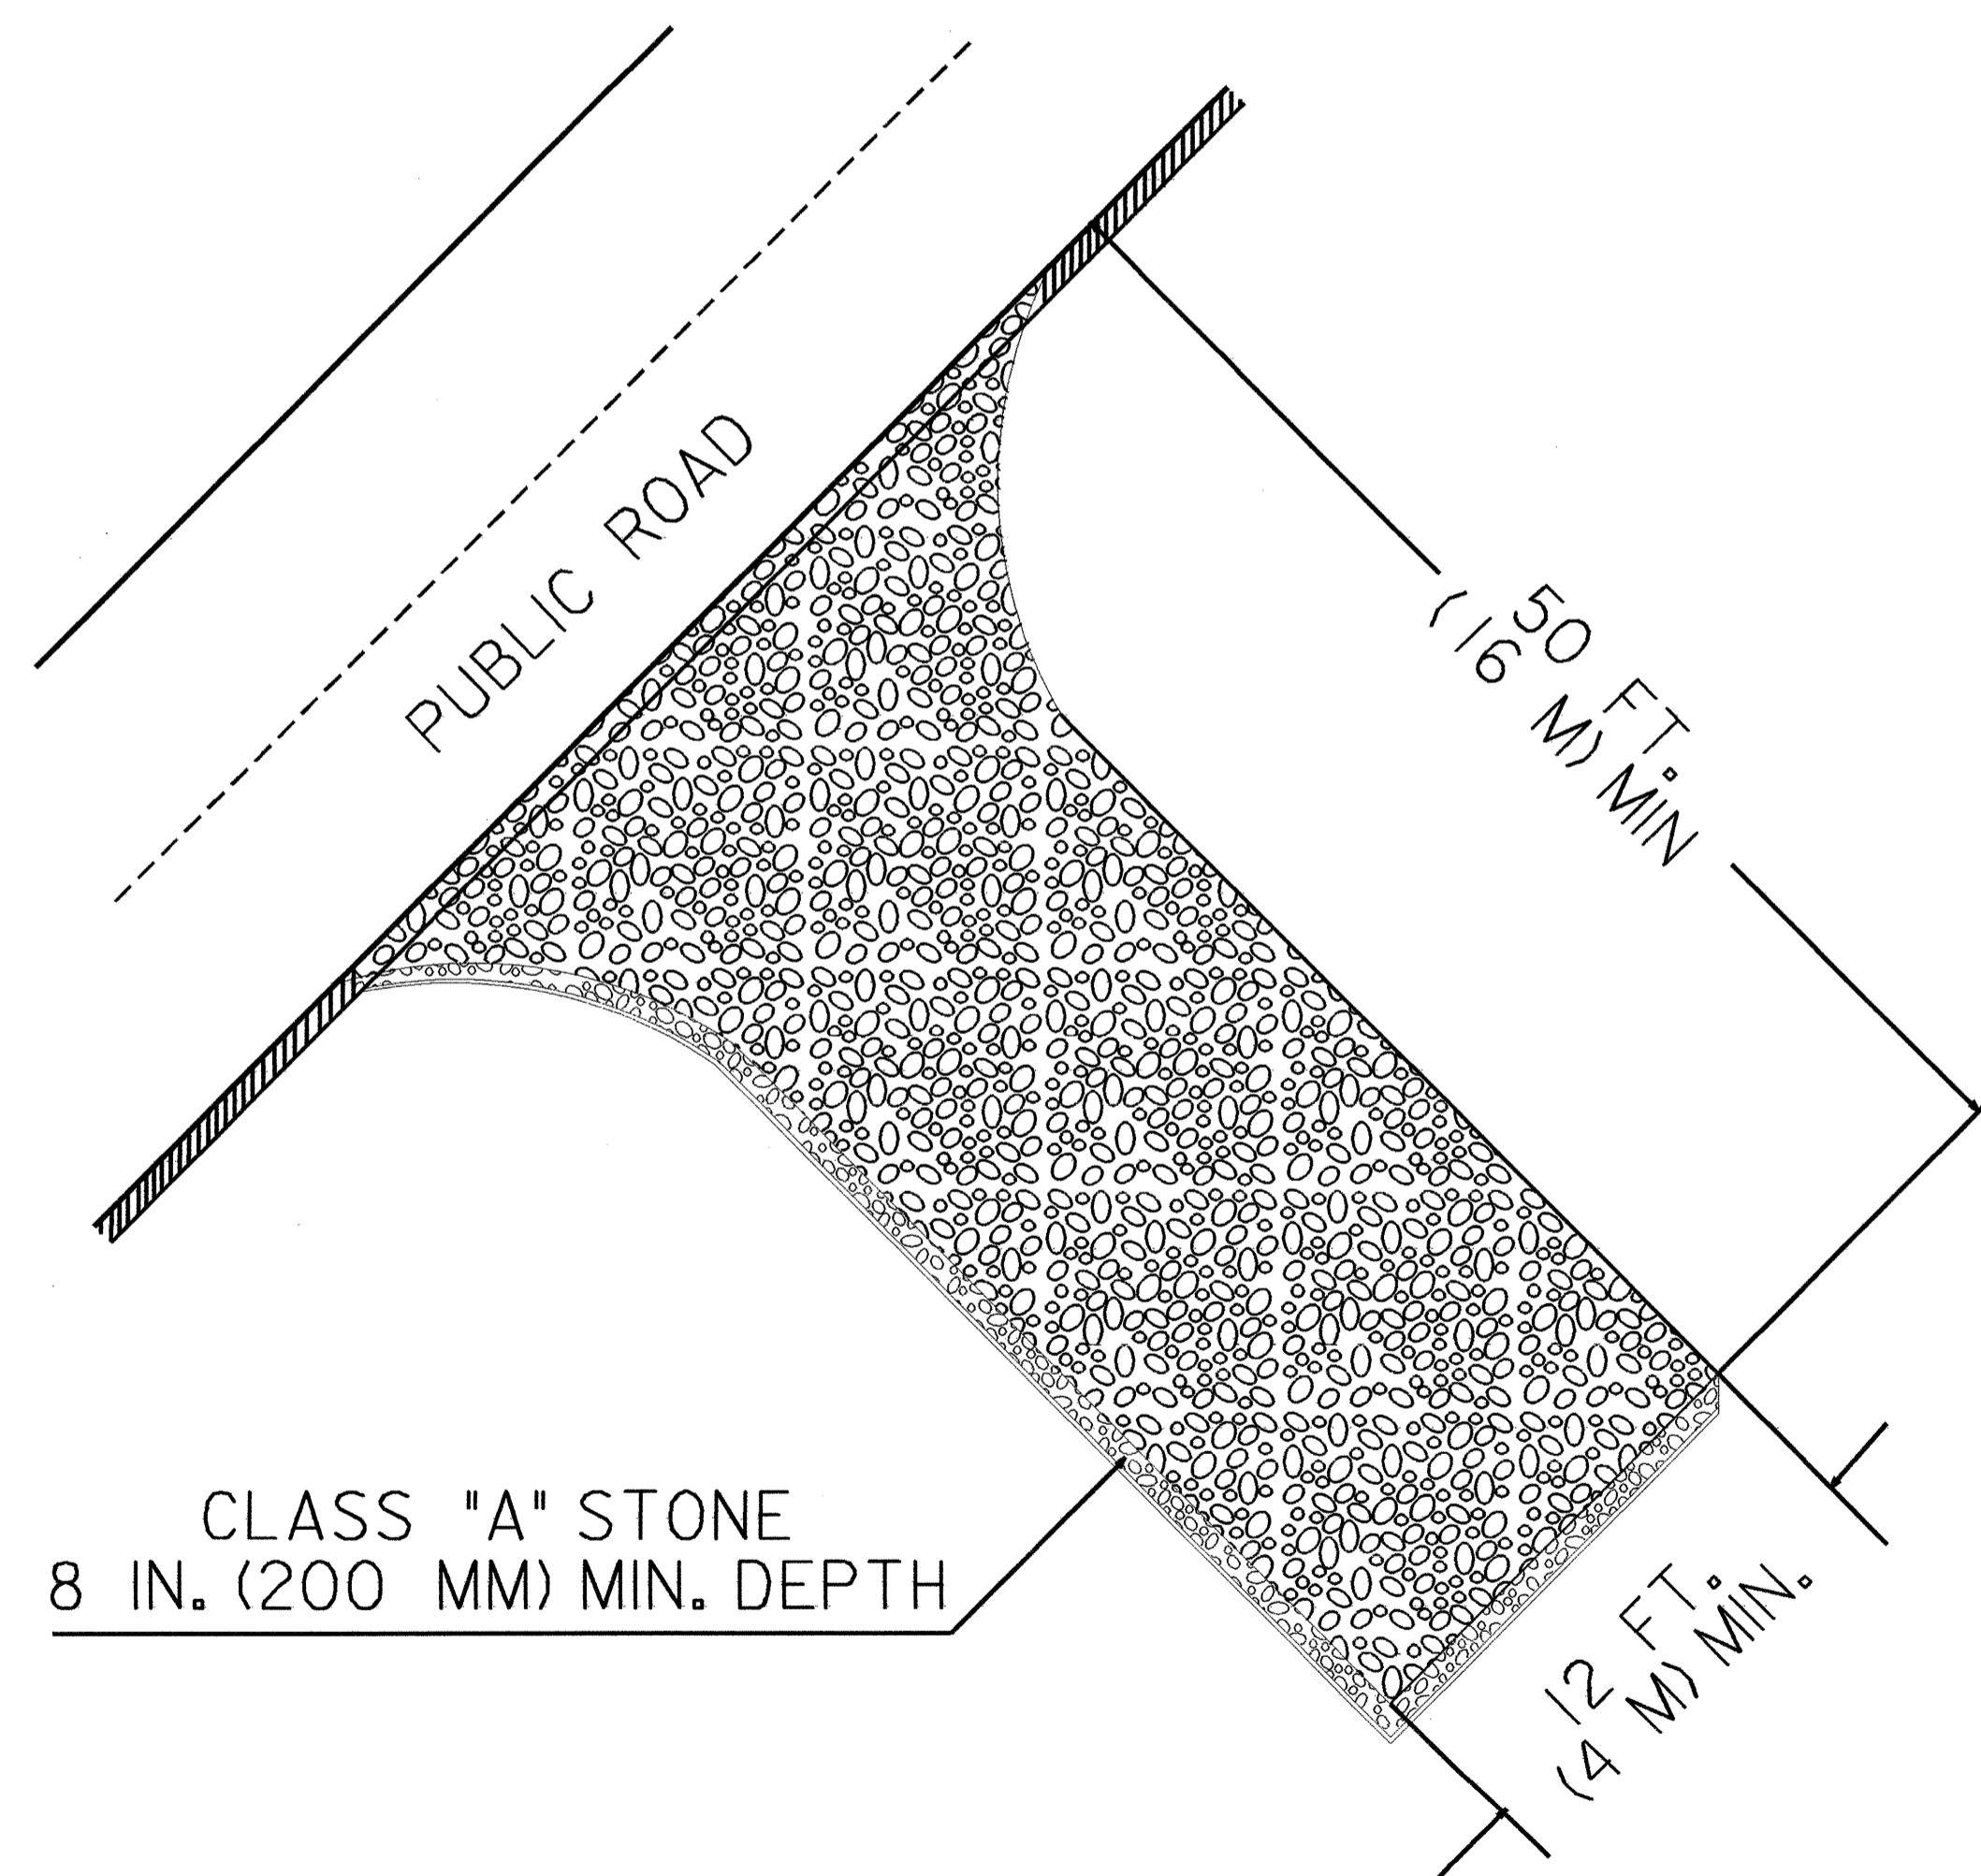 PUBLIC ROAD
50 FT.
(16 M) MIN
CLASS "A" STONE
8 IN. (200 MM) MIN. DEPTH
12 FT.
(4 M) MIN.